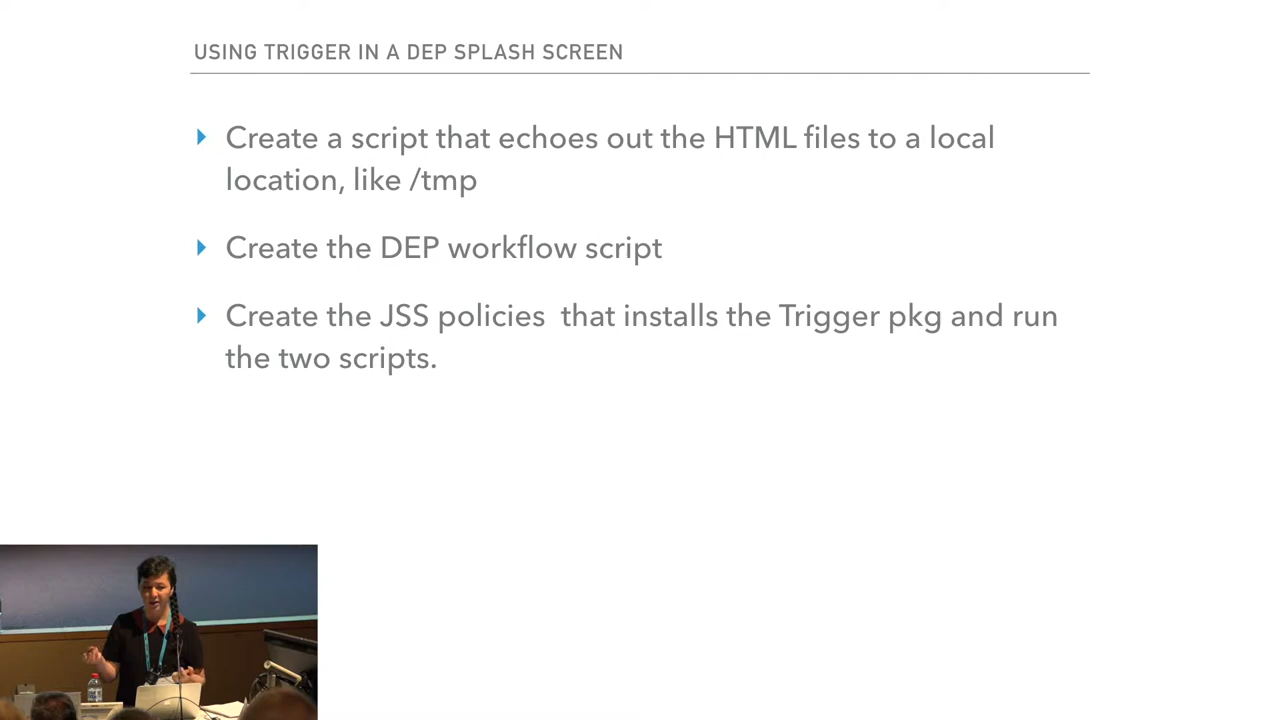 USING TRIGGER IN A DEP SPLASH SCREEN
Create a script that echoes out the HTML files to a local
location, like /tmp
Create the DEP workflow script
Create the JSS policies  that installs the Trigger pkg and run
the two scripts.